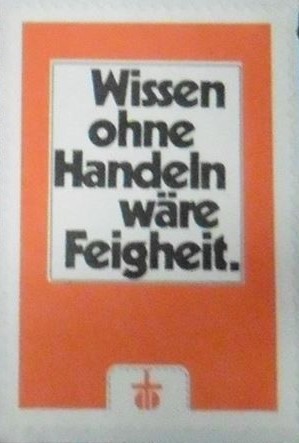 Wissen
ohne
Handeln
wäre
Feigheit.